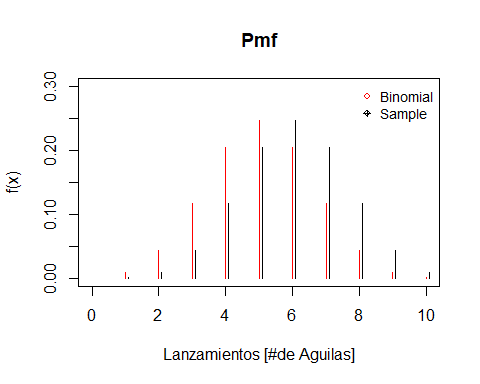 Pmf
0.30
Binomial
Sample
0.20
f(x)
0.10
0.00
0 2 4 6 8 10
Lanzamientos [#de Aguilas]